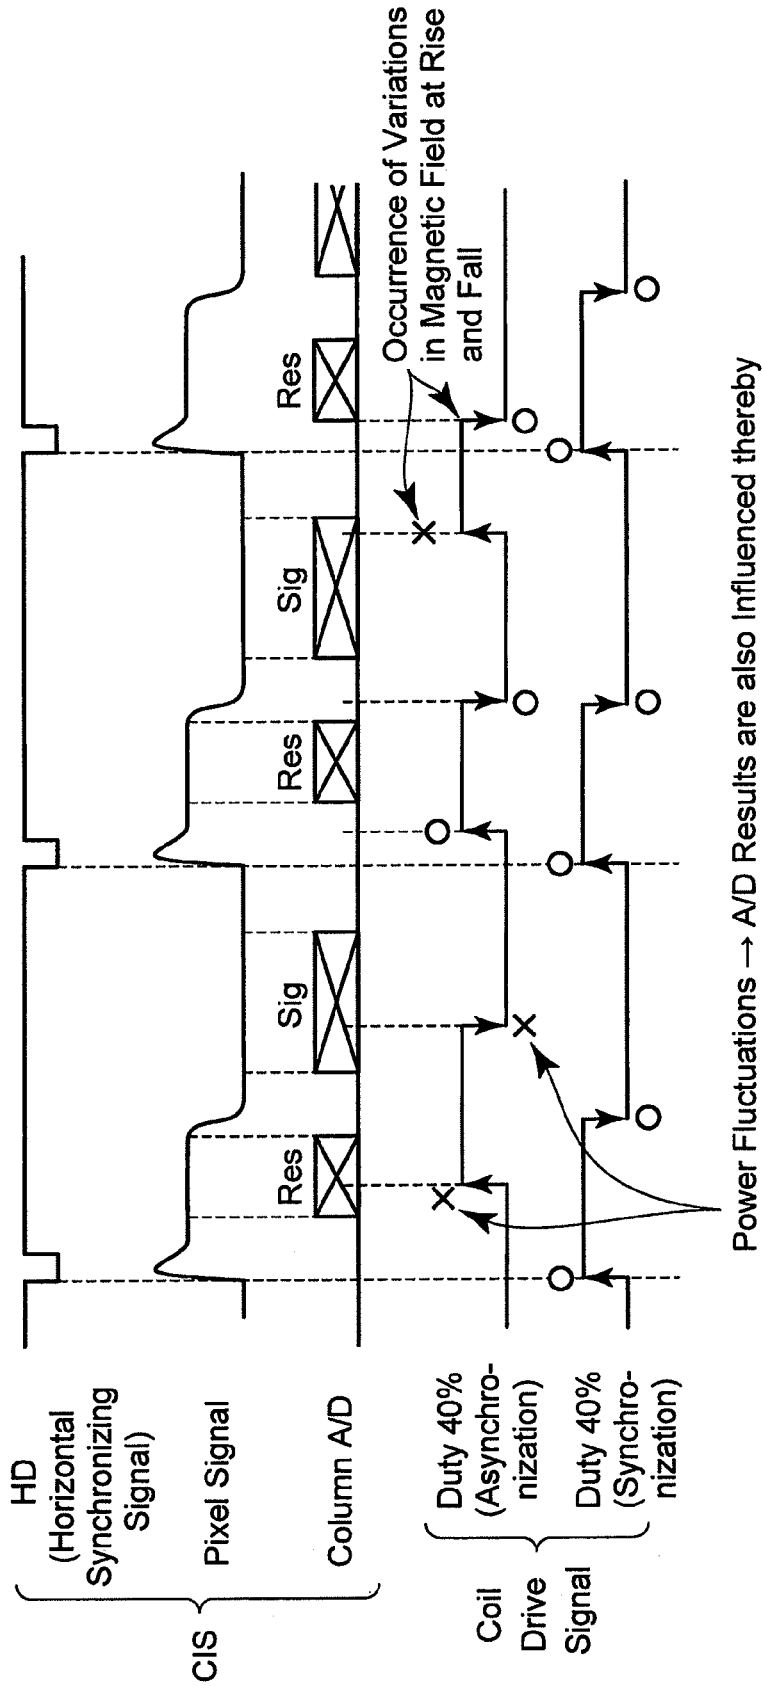 CIS
HD
(Horizontal
Synchronizing
Signal)
Pixel Signal
Column A/D
Res
Sig
Res
Sig
Res
Coil
Drive
Signal
Duty 40%
(Asynchro-
nization)
Duty 40%
(Synchro-
nization)
Occurrence of Variations
in Magnetic Field at Rise
and Fall
Power Fluctuations → A/D Results are also Influenced thereby